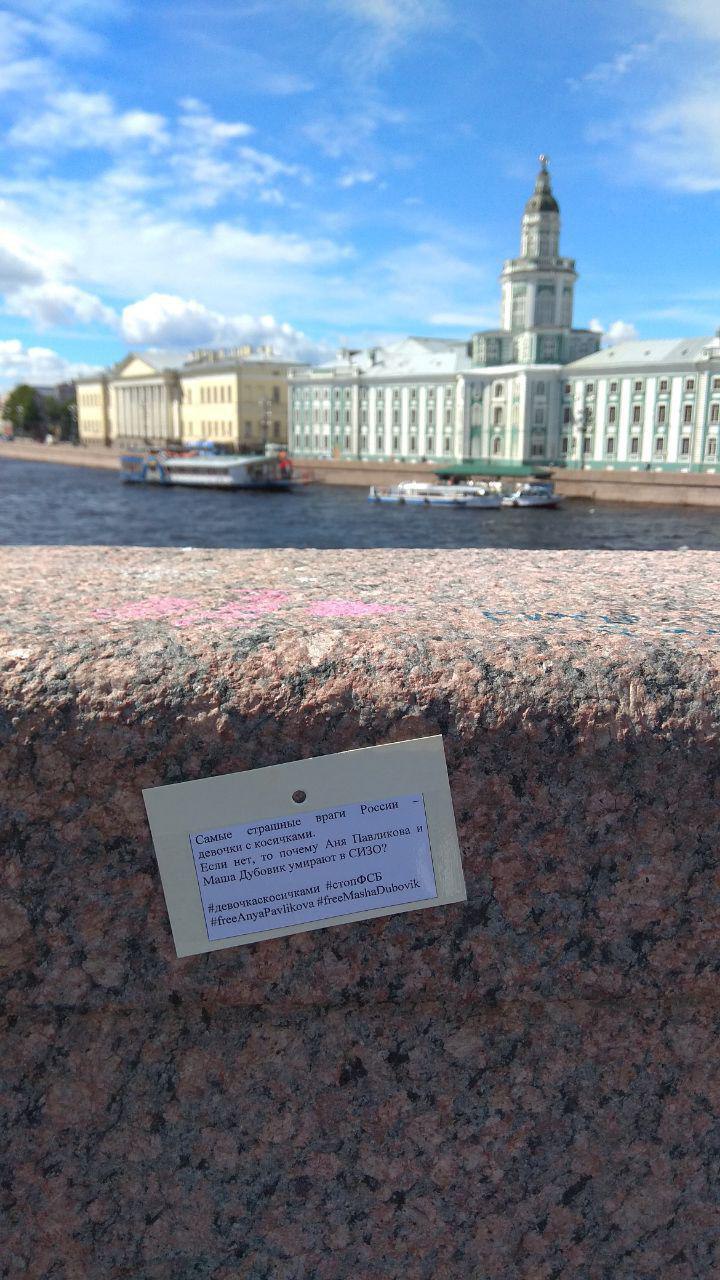 Самые страшные враги России –
девочки с косичками.
Если нет, то почему Аня Павликова и
Маша Дубовик умирают в СИЗО?
#девочкаскосичками #стопФСБ
#freeAnyaPavlikova #freeMashaDubovik